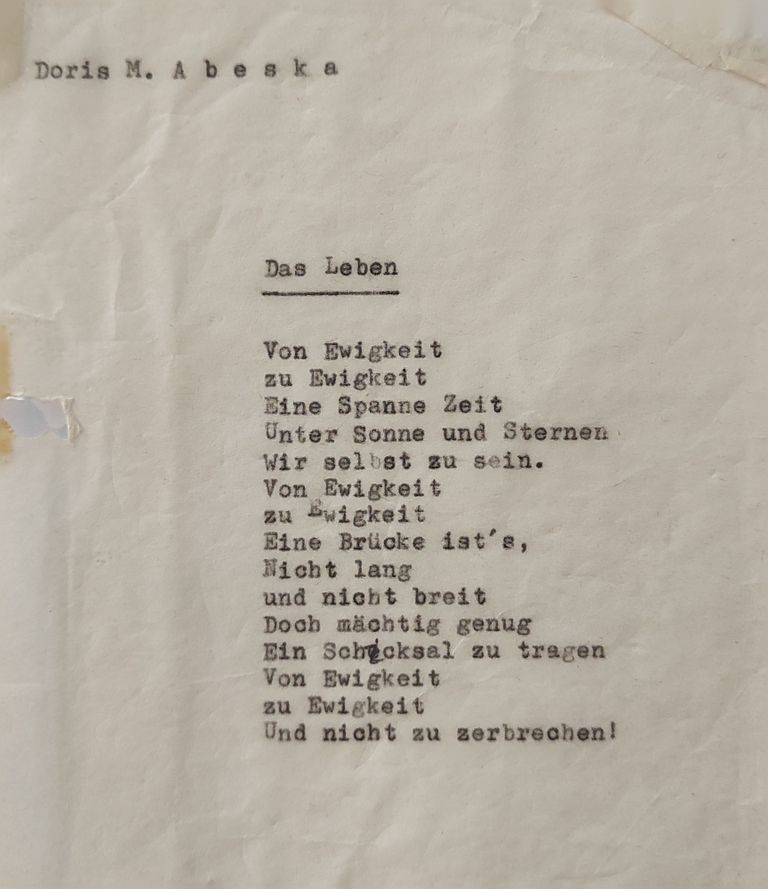 Doris M. A b e s k a
Das Leben
Von Ewigkeit
zu Ewigkeit
Eine Spanne Zeit
Unter Sonne und Sternen
Wir selbst zu sein.
Von Ewigkeit
zu Ewigkeit
Eine Brücke ist's,
Nicht lang
und nicht breit
Doch mächtig genug
Ein Schicksal zu tragen
Von Ewigkeit
zu Ewigkeit
Und nicht zu zerbrechen!